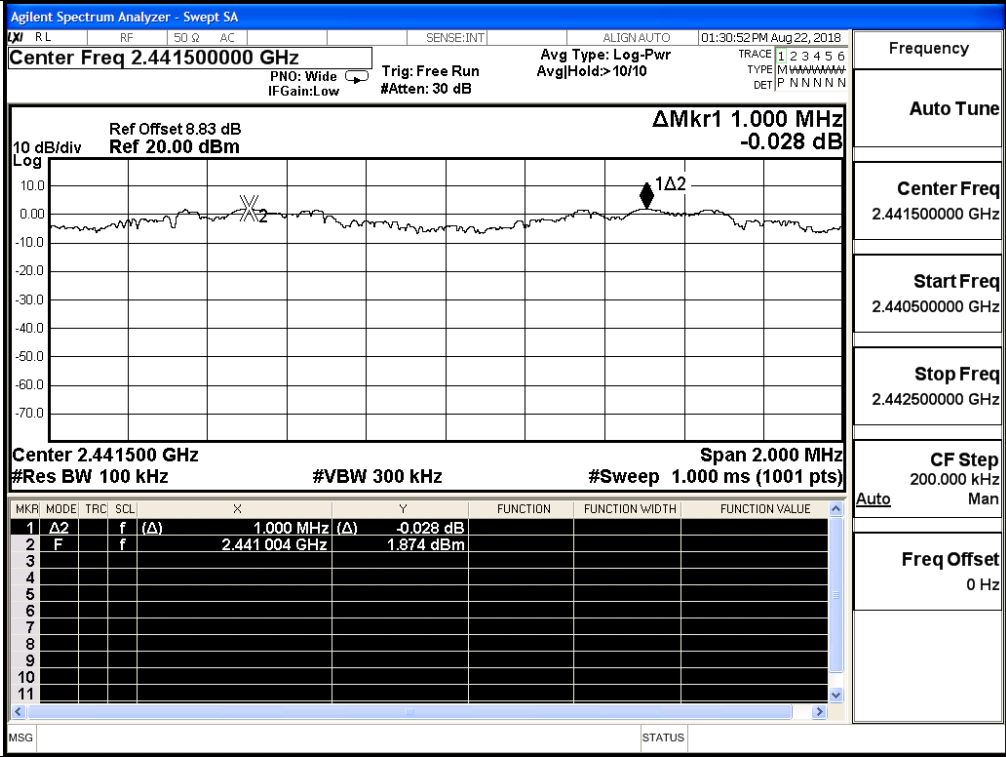 Agilent Spectrum Analyzer - Swept SA
LXI RL RF 50 Ω AC SENSE:INT ALIGN AUTO 01:30:52 PM Aug 22, 2018
Center Freq 2.441500000 GHz
PNO: Wide
IFGain:Low
Trig: Free Run
#Atten: 30 dB
Avg Type: Log-Pwr
Avg|Hold:>10/10
TRACE 1 2 3 4 5 6
TYPE MWWWWW
DET P N N N N N
Frequency
Auto Tune
Center Freq
2.441500000 GHz
Start Freq
2.440500000 GHz
Stop Freq
2.442500000 GHz
CF Step
200.000 kHz
Auto Man
Freq Offset
0 Hz
ΔMkr1 1.000 MHz
-0.028 dB
Ref Offset 8.83 dB
10 dB/div Ref 20.00 dBm
Log
10.0
0.00
-10.0
-20.0
-30.0
-40.0
-50.0
-60.0
-70.0
2
1Δ2
Center 2.441500 GHz Span 2.000 MHz
#Res BW 100 kHz #VBW 300 kHz #Sweep 1.000 ms (1001 pts)
MKR MODE TRC SCL X Y FUNCTION FUNCTION WIDTH FUNCTION VALUE
1 Δ2 f (Δ) 1.000 MHz (Δ) -0.028 dB
2 F f 2.441 004 GHz 1.874 dBm
3
4
5
6
7
8
9
10
11
MSG STATUS